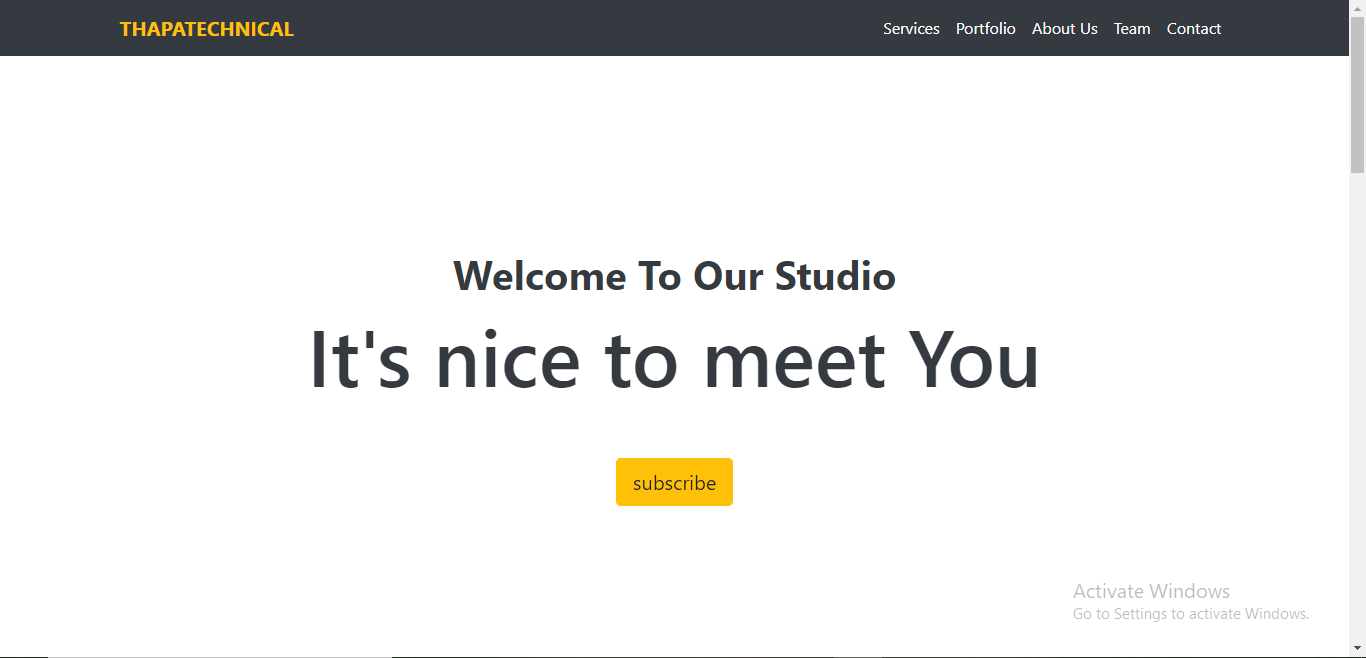 THAPATECHNICAL Services Portfolio About Us Team Contact
Welcome To Our Studio
It's nice to meet You
subscribe
Activate Windows
Go to Settings to activate Windows.